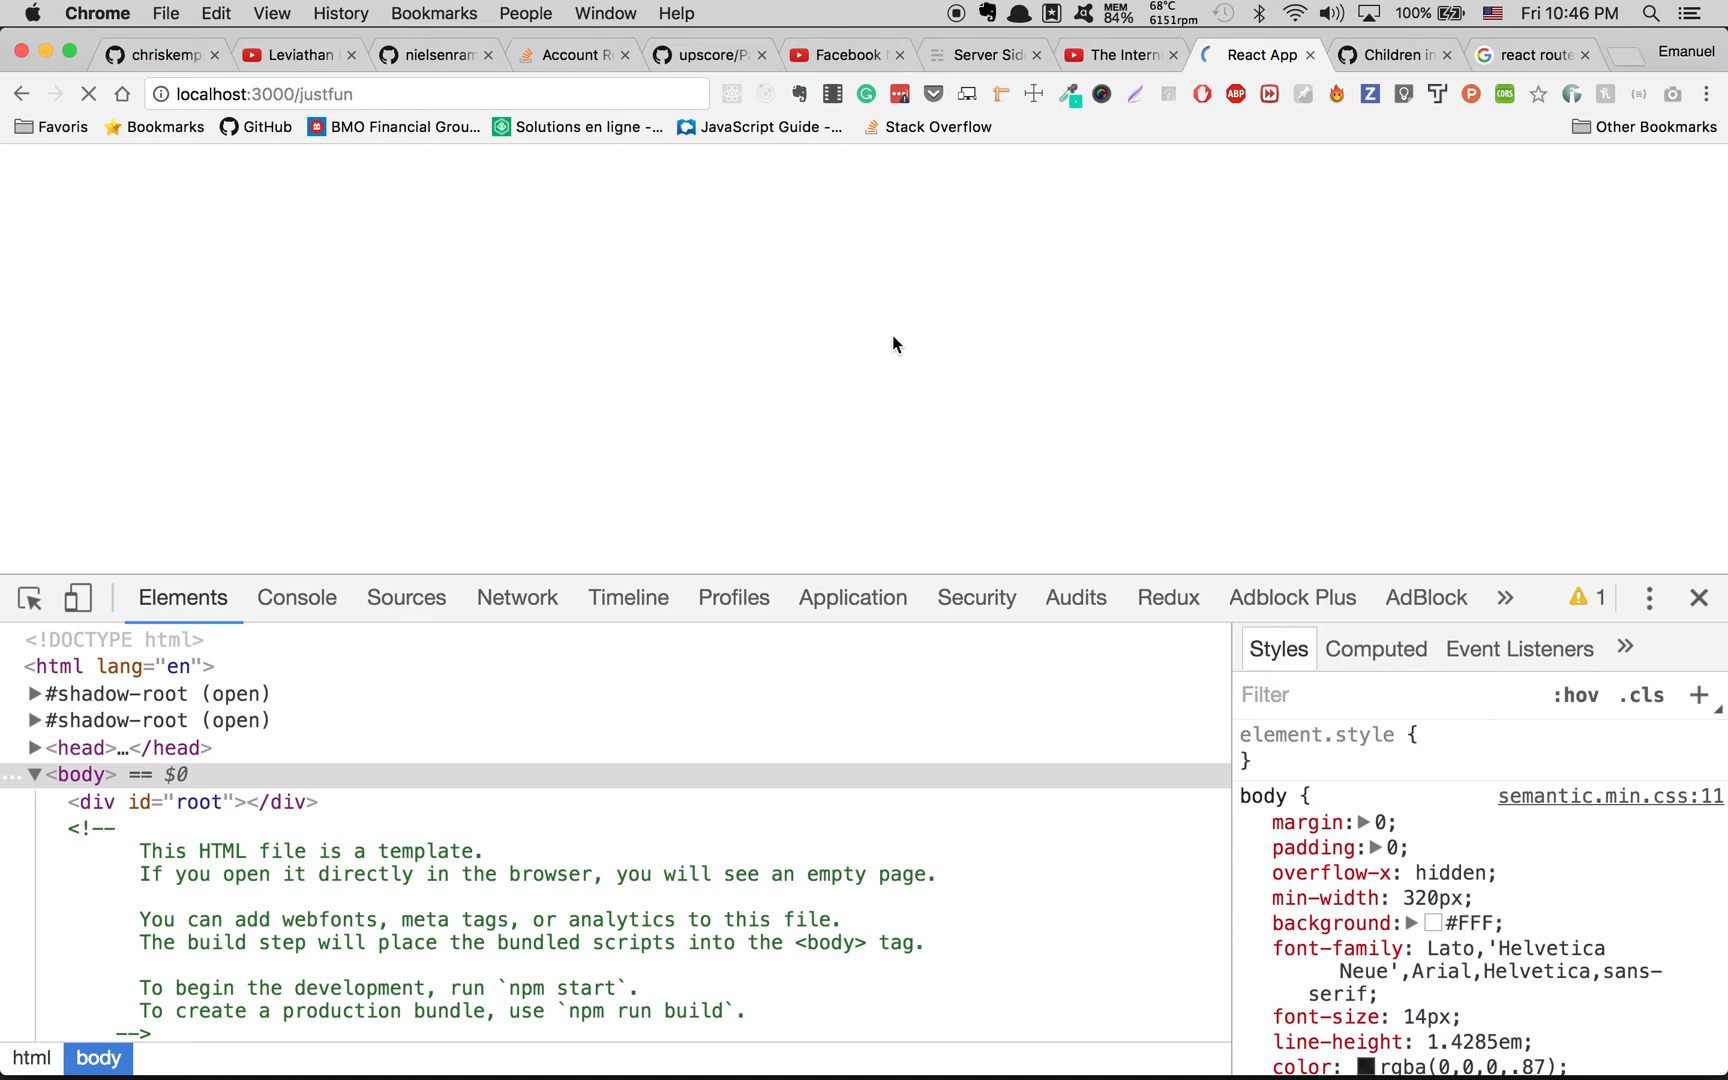 Chrome File Edit View History Bookmarks People Window Help MEM 84% 68°C 6151rpm 100% Fri 10:46 PM
chriskemp Leviathan nielsenram Account Re upscore/Pa Facebook Server Sid The Intern React App Children in react route Emanuel
localhost:3000/justfun
Favoris Bookmarks GitHub BMO Financial Grou... Solutions en ligne -... JavaScript Guide -... Stack Overflow Other Bookmarks
Elements Console Sources Network Timeline Profiles Application Security Audits Redux Adblock Plus AdBlock » 1
<!DOCTYPE html>
<html lang="en">
▶#shadow-root (open)
▶#shadow-root (open)
▶<head>…</head>
… ▼<body> == $0
<div id="root"></div>
<!--
This HTML file is a template.
If you open it directly in the browser, you will see an empty page.
You can add webfonts, meta tags, or analytics to this file.
The build step will place the bundled scripts into the <body> tag.
To begin the development, run `npm start`.
To create a production bundle, use `npm run build`.
-->
html body
Styles Computed Event Listeners »
Filter :hov .cls +
element.style {
}
body { semantic.min.css:11
margin:▶0;
padding:▶0;
overflow-x: hidden;
min-width: 320px;
background:▶#FFF;
font-family: Lato,'Helvetica
Neue',Arial,Helvetica,sans-
serif;
font-size: 14px;
line-height: 1.4285em;
color: rgba(0,0,0,.87);